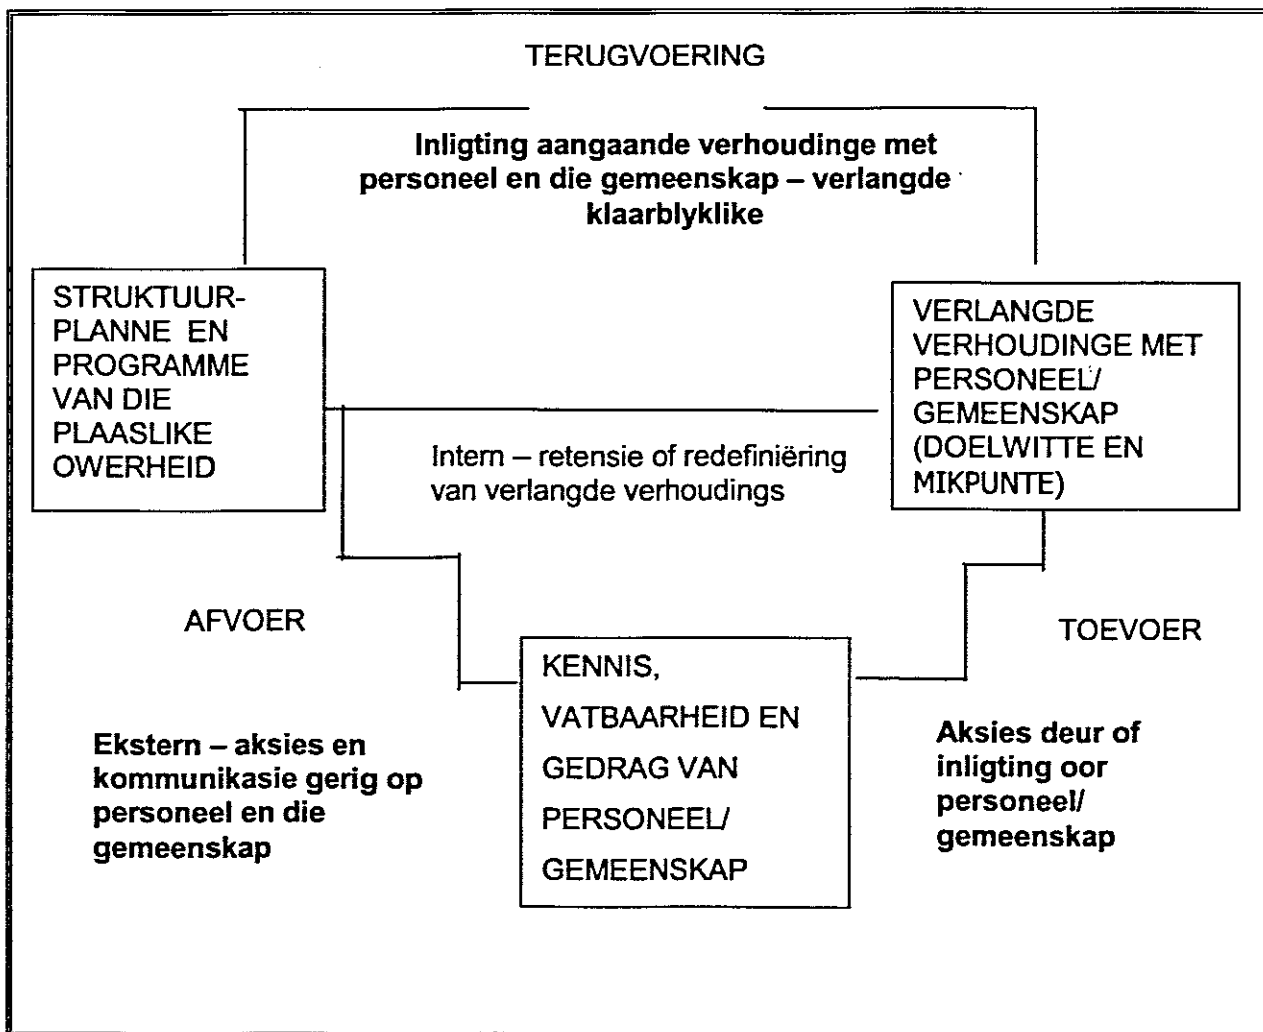 TERUGVOERING
Inligting aangaande verhoudinge met
personeel en die gemeenskap – verlangde
klaarblyklike
STRUKTUUR-
PLANNE EN
PROGRAMME
VAN DIE
PLAASLIKE
OWERHEID
VERLANGDE
VERHOUDINGE MET
PERSONEEL/
GEMEENSKAP
(DOELWITTE EN
MIKPUNTE)
Intern – retensie of redefiniëring
van verlangde verhoudings
AFVOER
TOEVOER
KENNIS,
VATBAARHEID EN
GEDRAG VAN
PERSONEEL/
GEMEENSKAP
Ekstern – aksies en
kommunikasie gerig op
personeel en die
gemeenskap
Aksies deur of
inligting oor
personeel/
gemeenskap